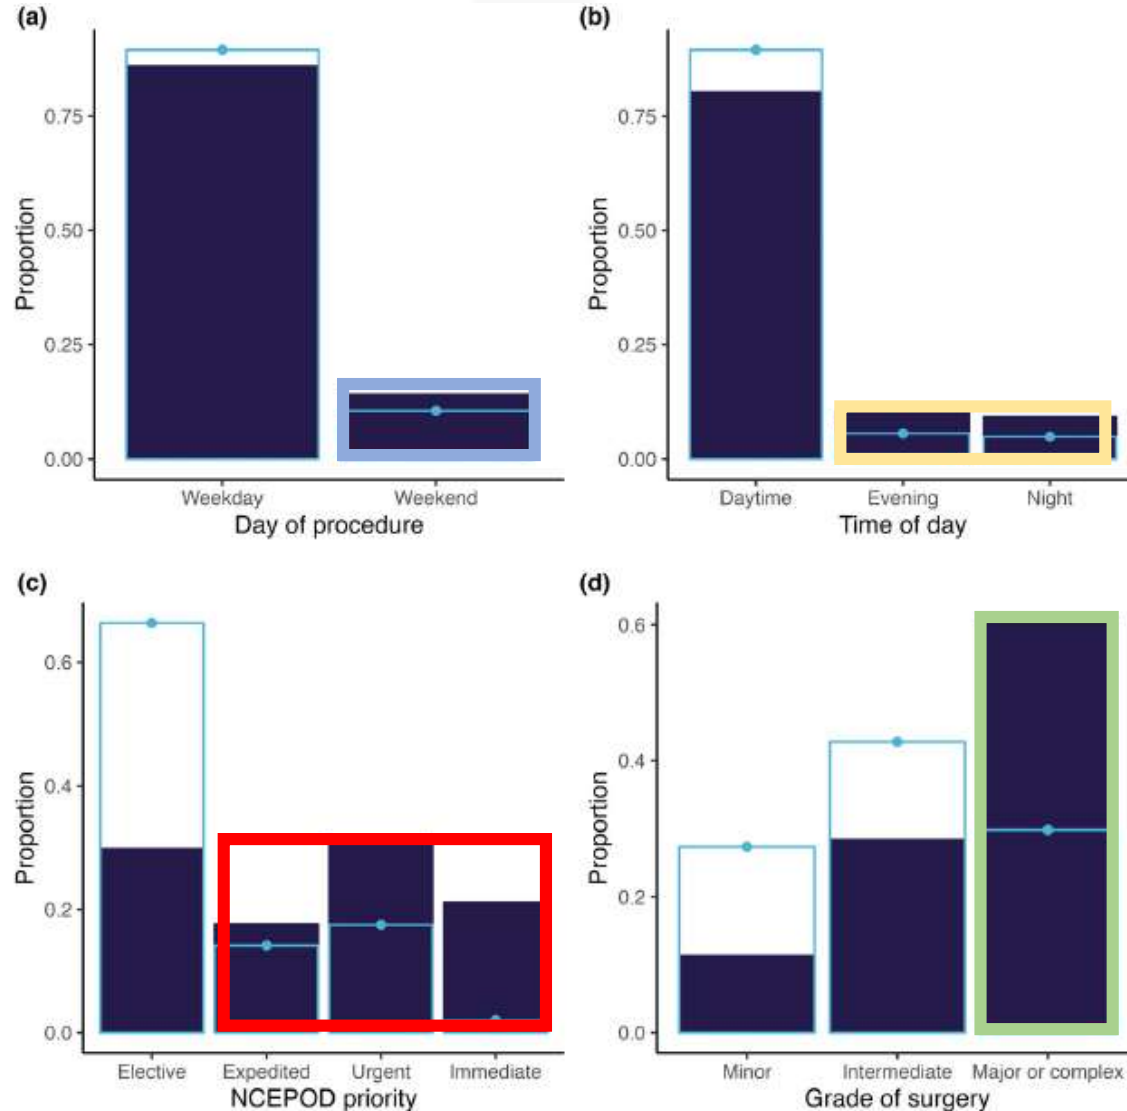 (a)
Proportion
0.75
0.50
0.25
0.00
Weekday Weekend
Day of procedure
(b)
Proportion
0.75
0.50
0.25
0.00
Daytime Evening Night
Time of day
(c)
Proportion
0.6
0.4
0.2
0.0
Elective Expedited Urgent Immediate
NCEPOD priority
(d)
Proportion
0.6
0.4
0.2
0.0
Minor Intermediate Major or complex
Grade of surgery